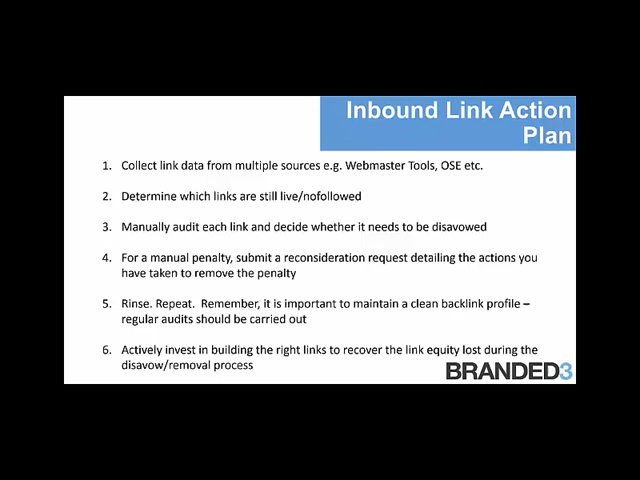 Inbound Link Action
Plan
1. Collect link data from multiple sources e.g. Webmaster Tools, OSE etc.
2. Determine which links are still live/nofollowed
3. Manually audit each link and decide whether it needs to be disavowed
4. For a manual penalty, submit a reconsideration request detailing the actions you
have taken to remove the penalty
5. Rinse. Repeat. Remember, it is important to maintain a clean backlink profile –
regular audits should be carried out
6. Actively invest in building the right links to recover the link equity lost during the
disavow/removal process
BRANDED3